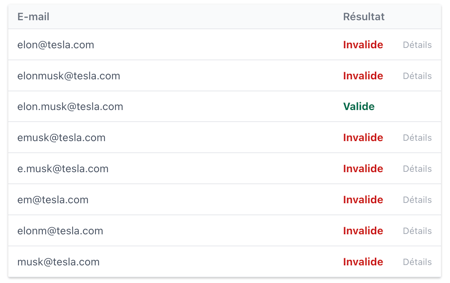 E-mail Résultat
elon@tesla.com Invalide Détails
elonmusk@tesla.com Invalide Détails
elon.musk@tesla.com Valide
emusk@tesla.com Invalide Détails
e.musk@tesla.com Invalide Détails
em@tesla.com Invalide Détails
elonm@tesla.com Invalide Détails
musk@tesla.com Invalide Détails